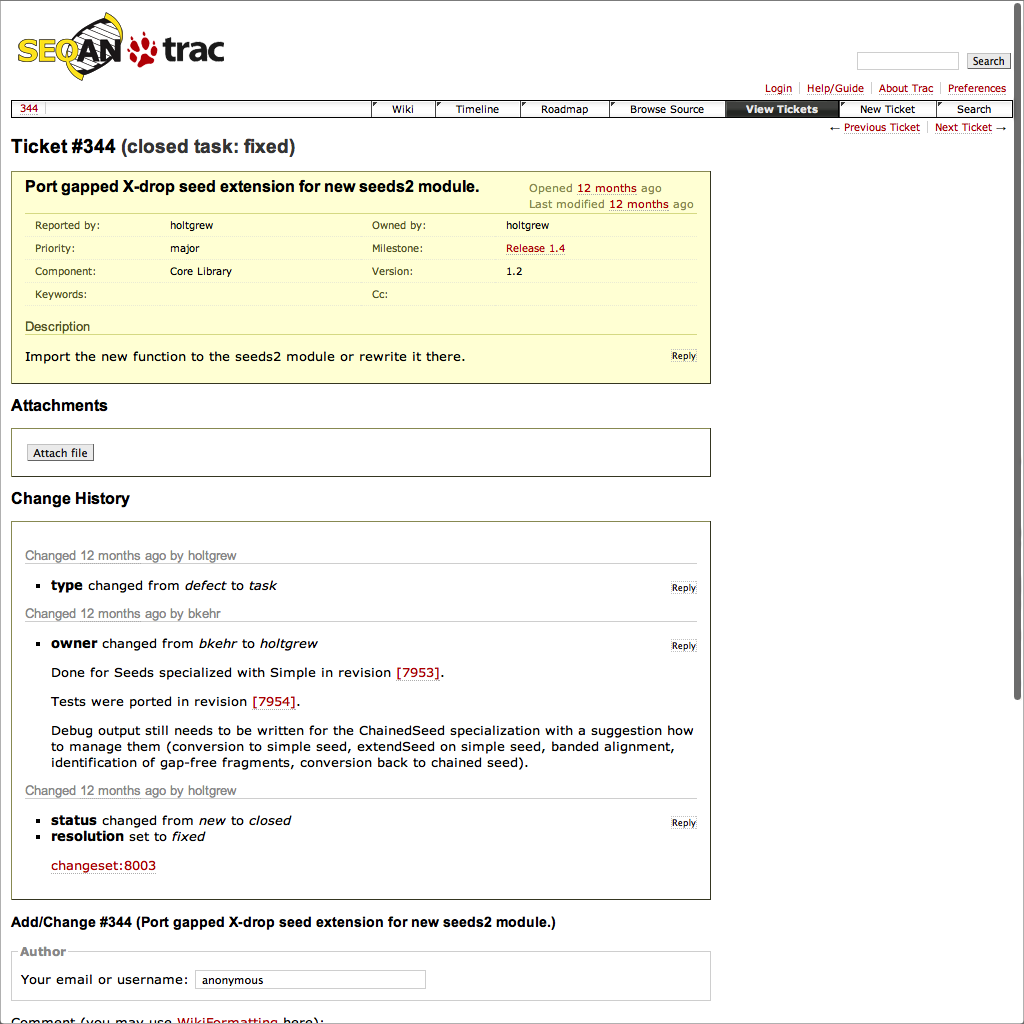 SEQAN trac
Search
Login Help/Guide About Trac Preferences
344 Wiki Timeline Roadmap Browse Source View Tickets New Ticket Search
← Previous Ticket Next Ticket →
Ticket #344 (closed task: fixed)
Port gapped X-drop seed extension for new seeds2 module.
Opened 12 months ago
Last modified 12 months ago
Reported by: holtgrew Owned by: holtgrew
Priority: major Milestone: Release 1.4
Component: Core Library Version: 1.2
Keywords: Cc:
Description
Import the new function to the seeds2 module or rewrite it there. Reply
Attachments
Attach file
Change History
Changed 12 months ago by holtgrew
▪ type changed from defect to task Reply
Changed 12 months ago by bkehr
▪ owner changed from bkehr to holtgrew Reply
Done for Seeds specialized with Simple in revision [7953].
Tests were ported in revision [7954].
Debug output still needs to be written for the ChainedSeed specialization with a suggestion how
to manage them (conversion to simple seed, extendSeed on simple seed, banded alignment,
identification of gap-free fragments, conversion back to chained seed).
Changed 12 months ago by holtgrew
▪ status changed from new to closed Reply
▪ resolution set to fixed
changeset:8003
Add/Change #344 (Port gapped X-drop seed extension for new seeds2 module.)
Author
Your email or username: anonymous
Comment (you may use WikiFormatting here):